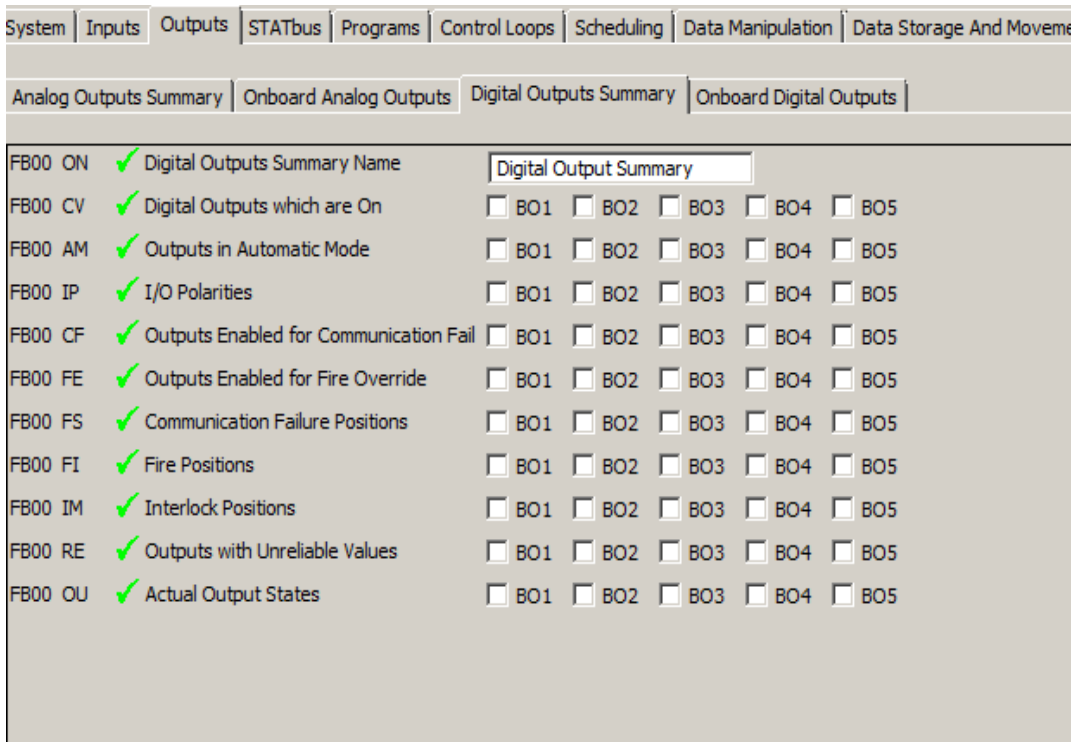 System Inputs Outputs STATbus Programs Control Loops Scheduling Data Manipulation Data Storage And Moveme
Analog Outputs Summary Onboard Analog Outputs Digital Outputs Summary Onboard Digital Outputs
FB00 ON Digital Outputs Summary Name Digital Output Summary
FB00 CV Digital Outputs which are On BO1 BO2 BO3 BO4 BO5
FB00 AM Outputs in Automatic Mode BO1 BO2 BO3 BO4 BO5
FB00 IP I/O Polarities BO1 BO2 BO3 BO4 BO5
FB00 CF Outputs Enabled for Communication Fail BO1 BO2 BO3 BO4 BO5
FB00 FE Outputs Enabled for Fire Override BO1 BO2 BO3 BO4 BO5
FB00 FS Communication Failure Positions BO1 BO2 BO3 BO4 BO5
FB00 FI Fire Positions BO1 BO2 BO3 BO4 BO5
FB00 IM Interlock Positions BO1 BO2 BO3 BO4 BO5
FB00 RE Outputs with Unreliable Values BO1 BO2 BO3 BO4 BO5
FB00 OU Actual Output States BO1 BO2 BO3 BO4 BO5